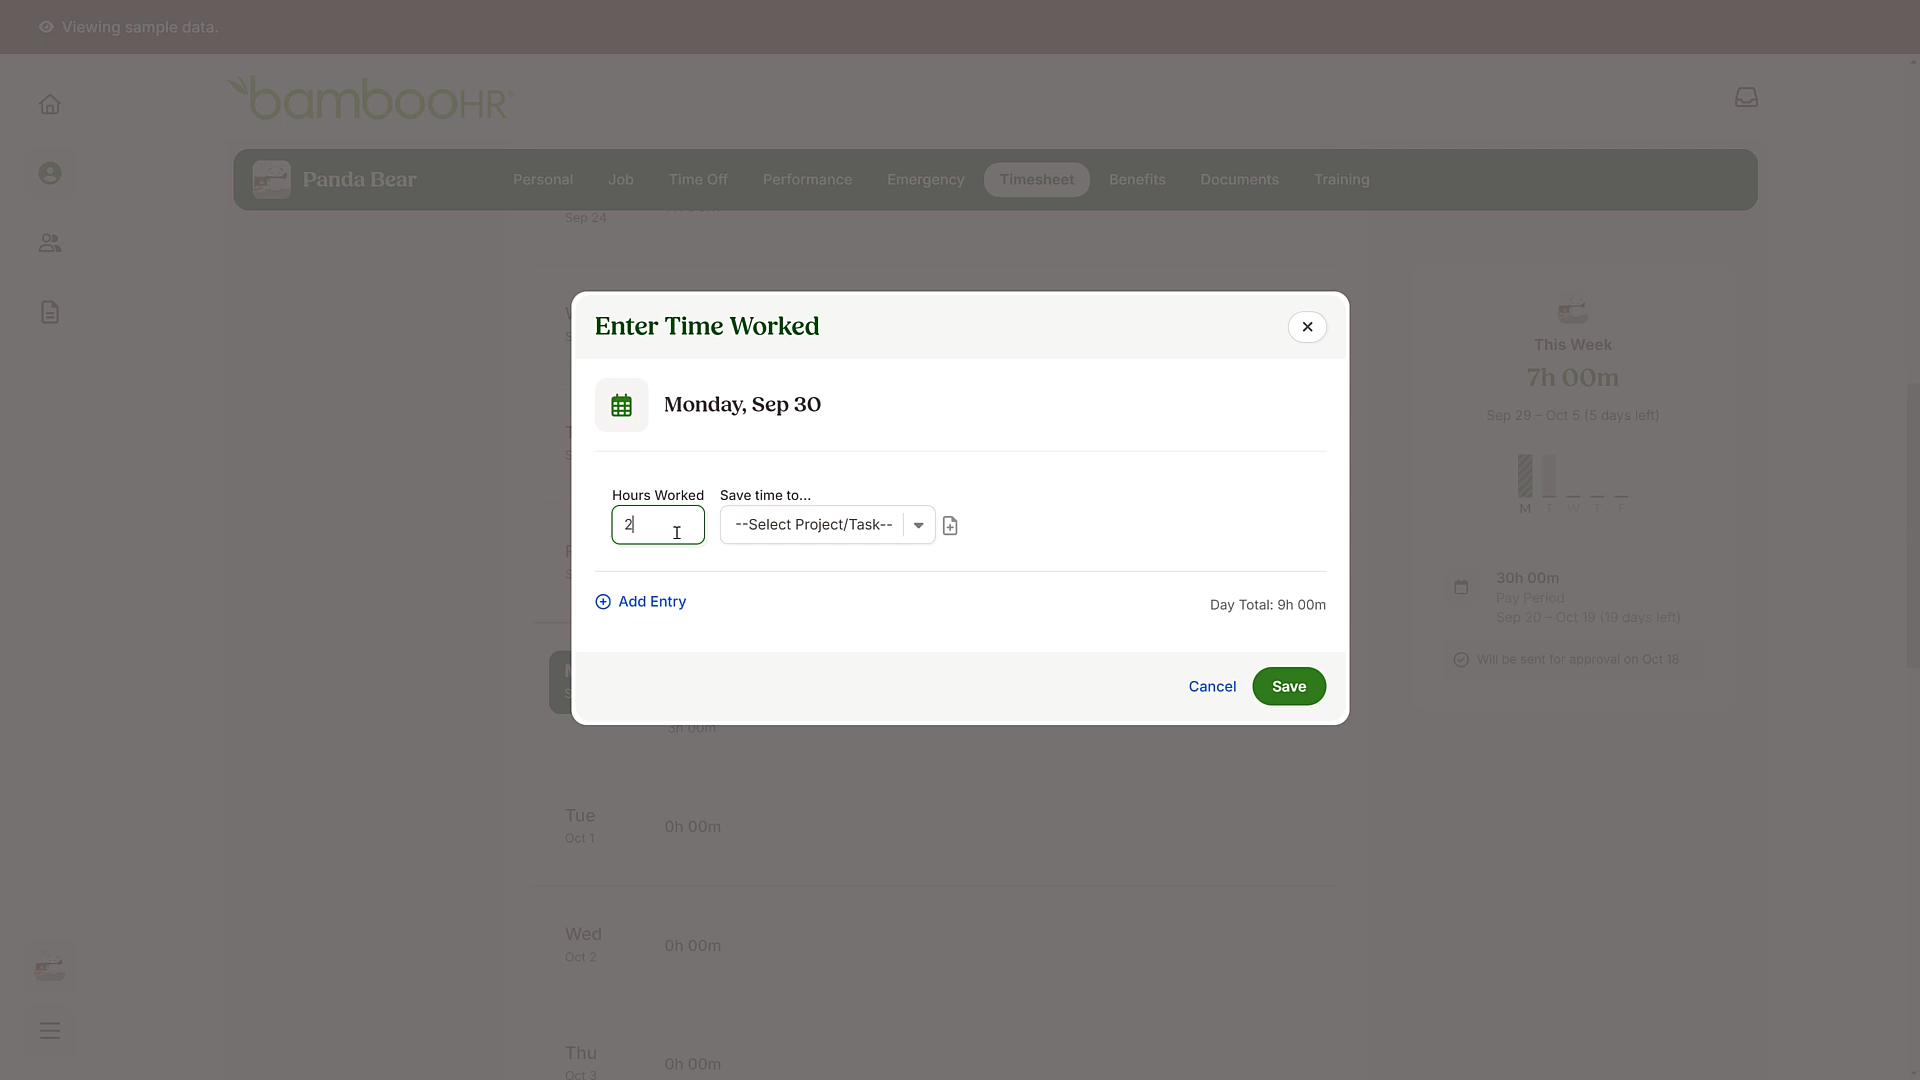 Viewing sample data.
bambooHR®
Panda Bear
Personal
Job
Time Off
Performance
Emergency
Timesheet
Benefits
Documents
Training
Sep 24
Enter Time Worked
Monday, Sep 30
Hours Worked
Save time to...
2
--Select Project/Task--
Add Entry
Day Total: 9h 00m
Cancel
Save
This Week
7h 00m
Sep 29 – Oct 5 (5 days left)
M T W T F
30h 00m
Pay Period
Sep 20 – Oct 19 (19 days left)
Will be sent for approval on Oct 18
Tue
Oct 1
0h 00m
Wed
Oct 2
0h 00m
Thu
Oct 3
0h 00m